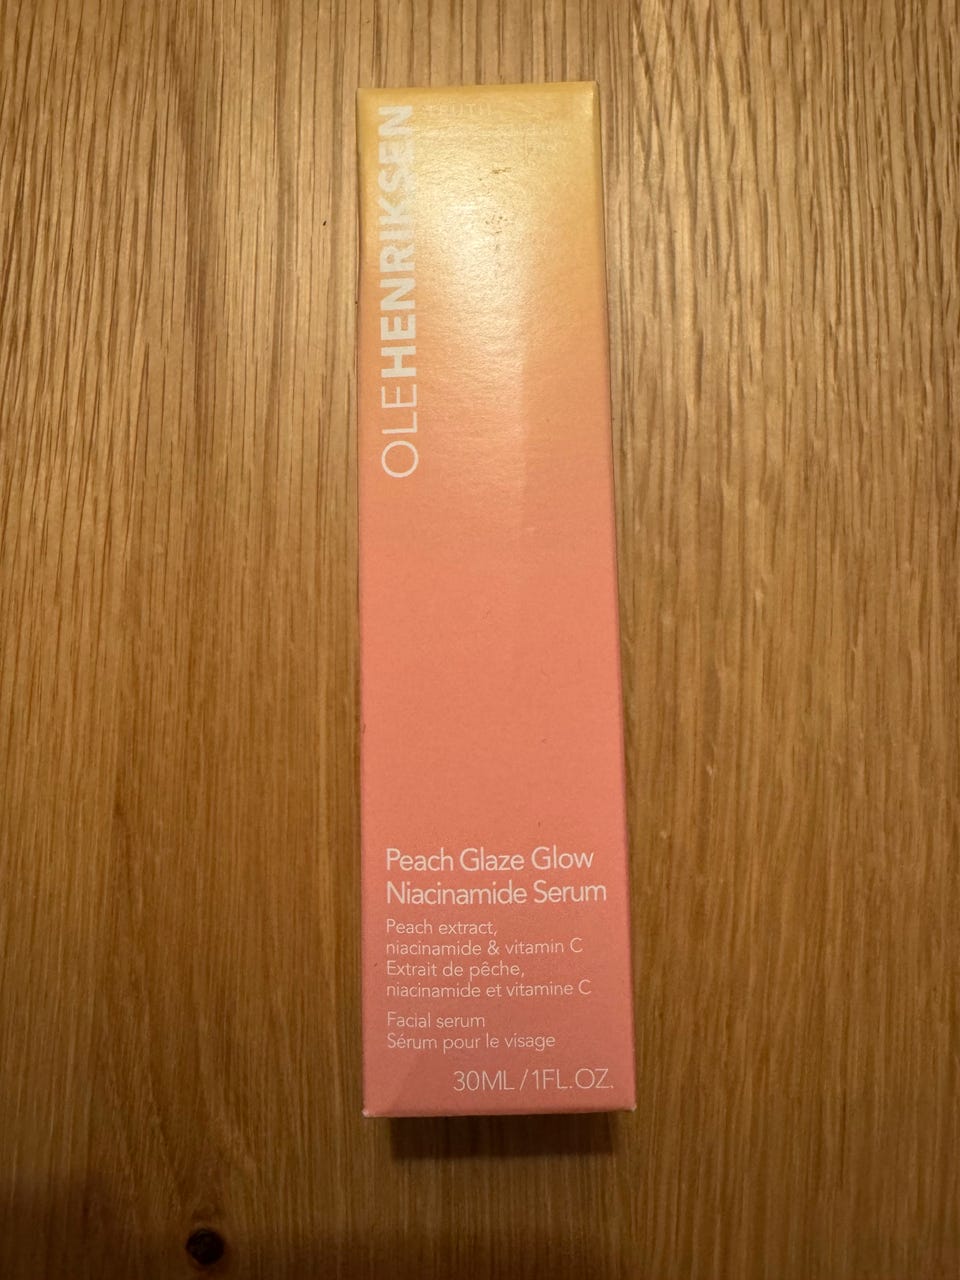 TRUTH
OLEHENRIKSEN
Peach Glaze Glow
Niacinamide Serum
Peach extract,
niacinamide & vitamin C
Extrait de pêche,
niacinamide et vitamine C
Facial serum
Sérum pour le visage
30ML / 1FL.OZ.